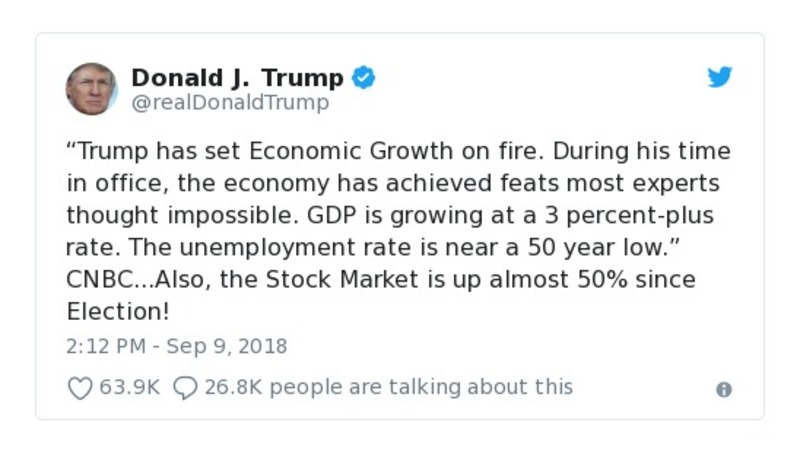 Donald J. Trump
@realDonaldTrump
“Trump has set Economic Growth on fire. During his time
in office, the economy has achieved feats most experts
thought impossible. GDP is growing at a 3 percent-plus
rate. The unemployment rate is near a 50 year low.”
CNBC...Also, the Stock Market is up almost 50% since
Election!
2:12 PM - Sep 9, 2018
63.9K 26.8K people are talking about this